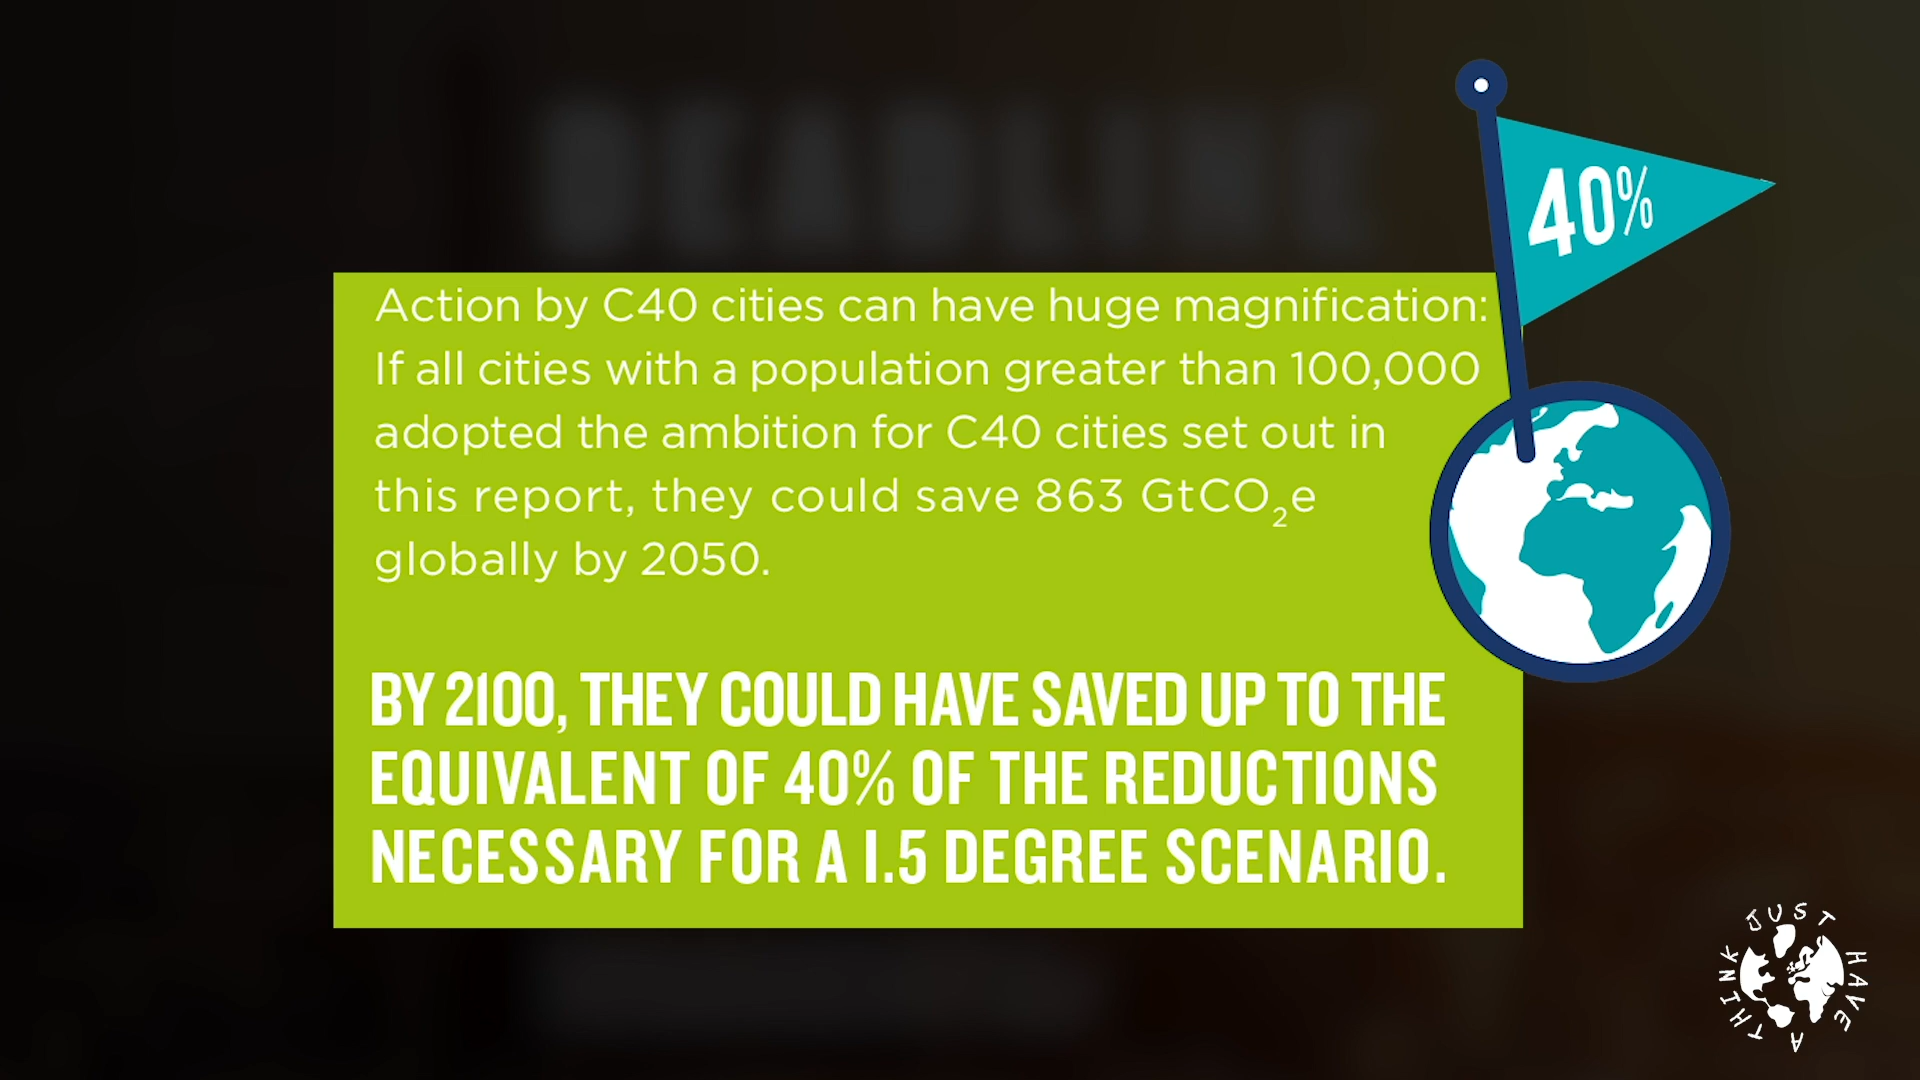 DEADLINE
40%
Action by C40 cities can have huge magnification:
If all cities with a population greater than 100,000
adopted the ambition for C40 cities set out in
this report, they could save 863 GtCO₂e
globally by 2050.
BY 2100, THEY COULD HAVE SAVED UP TO THE
EQUIVALENT OF 40% OF THE REDUCTIONS
NECESSARY FOR A 1.5 DEGREE SCENARIO.
JUST HAVE A THINK